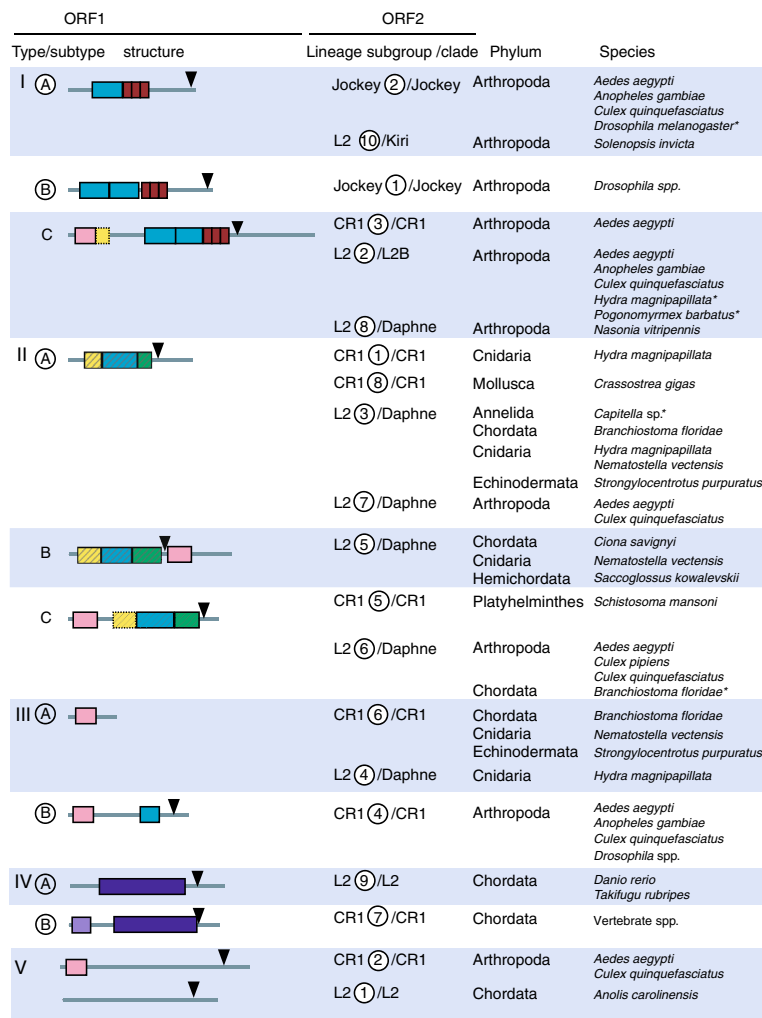 ORF1 ORF2
Type/subtype structure Lineage subgroup /clade Phylum Species
I A Jockey 2/Jockey Arthropoda Aedes aegypti
Anopheles gambiae
Culex quinquefasciatus
Drosophila melanogaster*
L2 10/Kiri Arthropoda Solenopsis invicta
B Jockey 1/Jockey Arthropoda Drosophila spp.
C CR1 3/CR1 Arthropoda Aedes aegypti
L2 2/L2B Arthropoda Aedes aegypti
Anopheles gambiae
Culex quinquefasciatus
Hydra magnipapillata*
Pogonomyrmex barbatus*
L2 8/Daphne Arthropoda Nasonia vitripennis
II A CR1 1/CR1 Cnidaria Hydra magnipapillata
CR1 8/CR1 Mollusca Crassostrea gigas
L2 3/Daphne Annelida Capitella sp.*
Chordata Branchiostoma floridae
Cnidaria Hydra magnipapillata
Nematostella vectensis
Echinodermata Strongylocentrotus purpuratus
L2 7/Daphne Arthropoda Aedes aegypti
Culex quinquefasciatus
B L2 5/Daphne Chordata Ciona savignyi
Cnidaria Nematostella vectensis
Hemichordata Saccoglossus kowalevskii
C CR1 5/CR1 Platyhelminthes Schistosoma mansoni
L2 6/Daphne Arthropoda Aedes aegypti
Culex pipiens
Culex quinquefasciatus
Chordata Branchiostoma floridae*
III A CR1 6/CR1 Chordata Branchiostoma floridae
Cnidaria Nematostella vectensis
Echinodermata Strongylocentrotus purpuratus
L2 4/Daphne Cnidaria Hydra magnipapillata
B CR1 4/CR1 Arthropoda Aedes aegypti
Anopheles gambiae
Culex quinquefasciatus
Drosophila spp.
IV A L2 9/L2 Chordata Danio rerio
Takifugu rubripes
B CR1 7/CR1 Chordata Vertebrate spp.
V CR1 2/CR1 Arthropoda Aedes aegypti
Culex quinquefasciatus
L2 1/L2 Chordata Anolis carolinensis